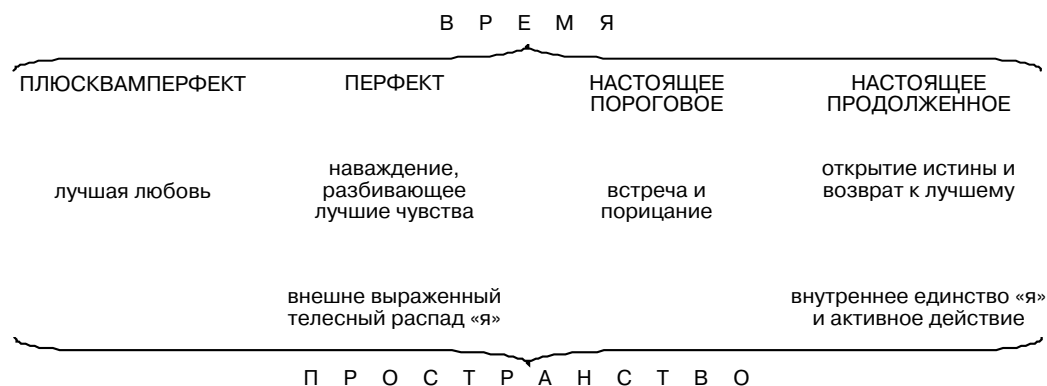 В Р Е М Я
ПЛЮСКВАМПЕРФЕКТ
ПЕРФЕКТ
НАСТОЯЩЕЕ
ПОРОГОВОЕ
НАСТОЯЩЕЕ
ПРОДОЛЖЕННОЕ
лучшая любовь
наваждение,
разбивающее
лучшие чувства
встреча и
порицание
открытие истины и
возврат к лучшему
внешне выраженный
телесный распад «я»
внутреннее единство «я»
и активное действие
П Р О С Т Р А Н С Т В О